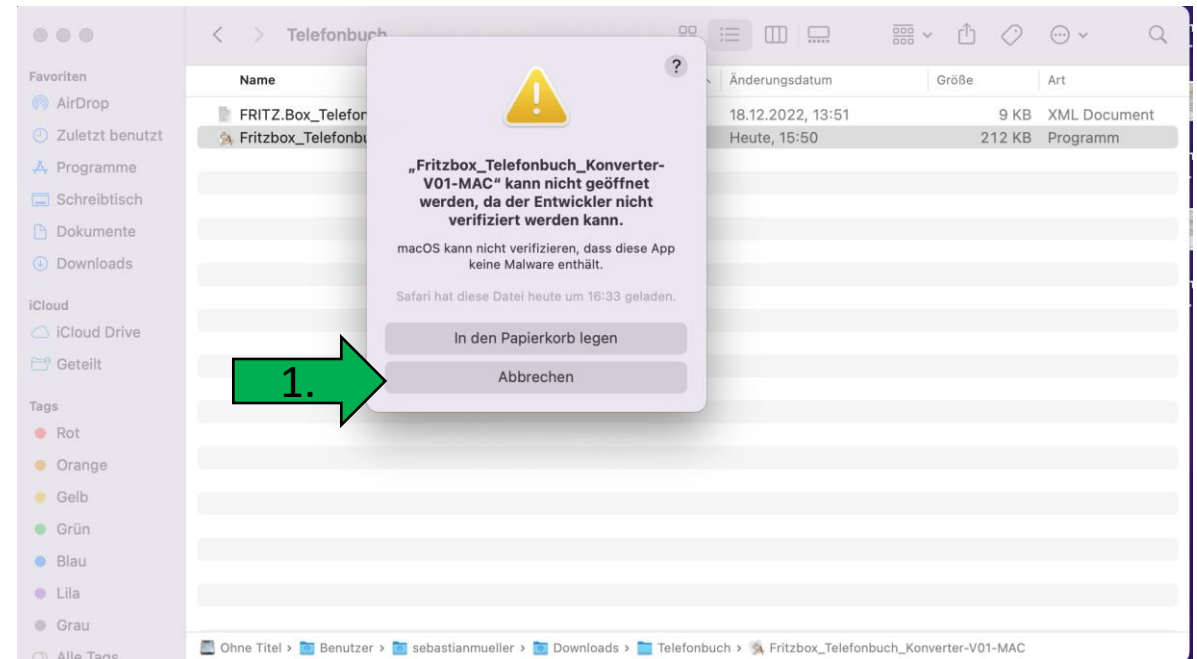 Telefonbuch
Favoriten
AirDrop
Zuletzt benutzt
Programme
Schreibtisch
Dokumente
Downloads
iCloud
iCloud Drive
Geteilt
Tags
Rot
Orange
Gelb
Grün
Blau
Lila
Grau
Alle Tags
Name Änderungsdatum Größe Art
FRITZ.Box_Telefon 18.12.2022, 13:51 9 KB XML Document
Fritzbox_Telefonbu Heute, 15:50 212 KB Programm
?
„Fritzbox_Telefonbuch_Konverter-
V01-MAC“ kann nicht geöffnet
werden, da der Entwickler nicht
verifiziert werden kann.
macOS kann nicht verifizieren, dass diese App
keine Malware enthält.
Safari hat diese Datei heute um 16:33 geladen.
In den Papierkorb legen
Abbrechen
1.
Ohne Titel › Benutzer › sebastianmueller › Downloads › Telefonbuch › Fritzbox_Telefonbuch_Konverter-V01-MAC